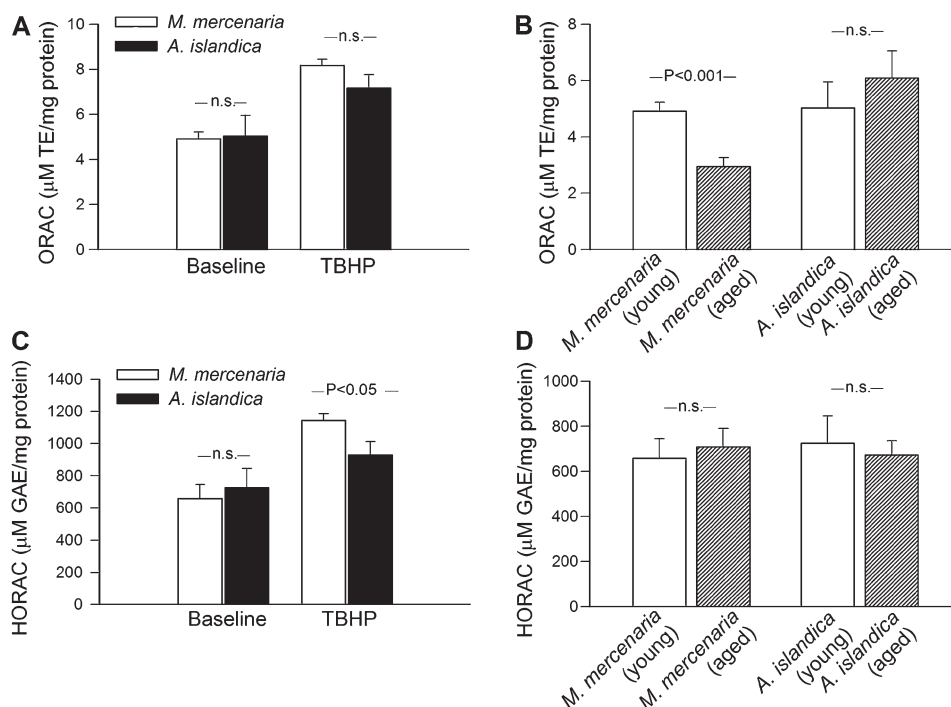 A
ORAC (µM TE/mg protein)
10
8
6
4
2
0
M. mercenaria
A. islandica
n.s.
n.s.
Baseline
TBHP
B
ORAC (µM TE/mg protein)
8
6
4
2
0
P<0.001
n.s.
M. mercenaria
(young)
M. mercenaria
(aged)
A. islandica
(young)
A. islandica
(aged)
C
HORAC (µM GAE/mg protein)
1400
1200
1000
800
600
400
200
0
M. mercenaria
A. islandica
n.s.
P<0.05
Baseline
TBHP
D
HORAC (µM GAE/mg protein)
1000
800
600
400
200
0
n.s.
n.s.
M. mercenaria
(young)
M. mercenaria
(aged)
A. islandica
(young)
A. islandica
(aged)